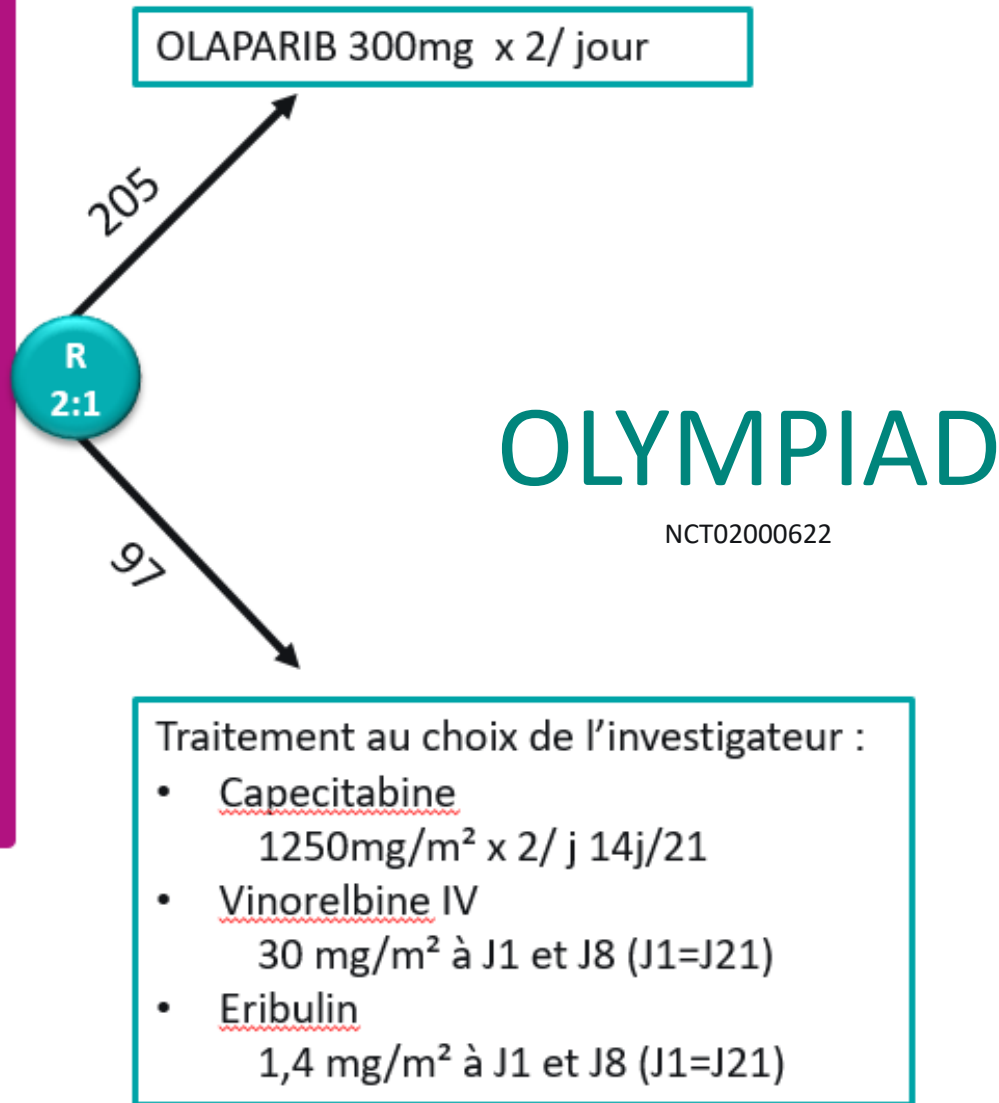 OLAPARIB 300mg x 2/ jour
205
R
2:1
OLYMPIAD
NCT02000622
97
Traitement au choix de l’investigateur :
• Capecitabine
1250mg/m² x 2/ j 14j/21
• Vinorelbine IV
30 mg/m² à J1 et J8 (J1=J21)
• Eribulin
1,4 mg/m² à J1 et J8 (J1=J21)